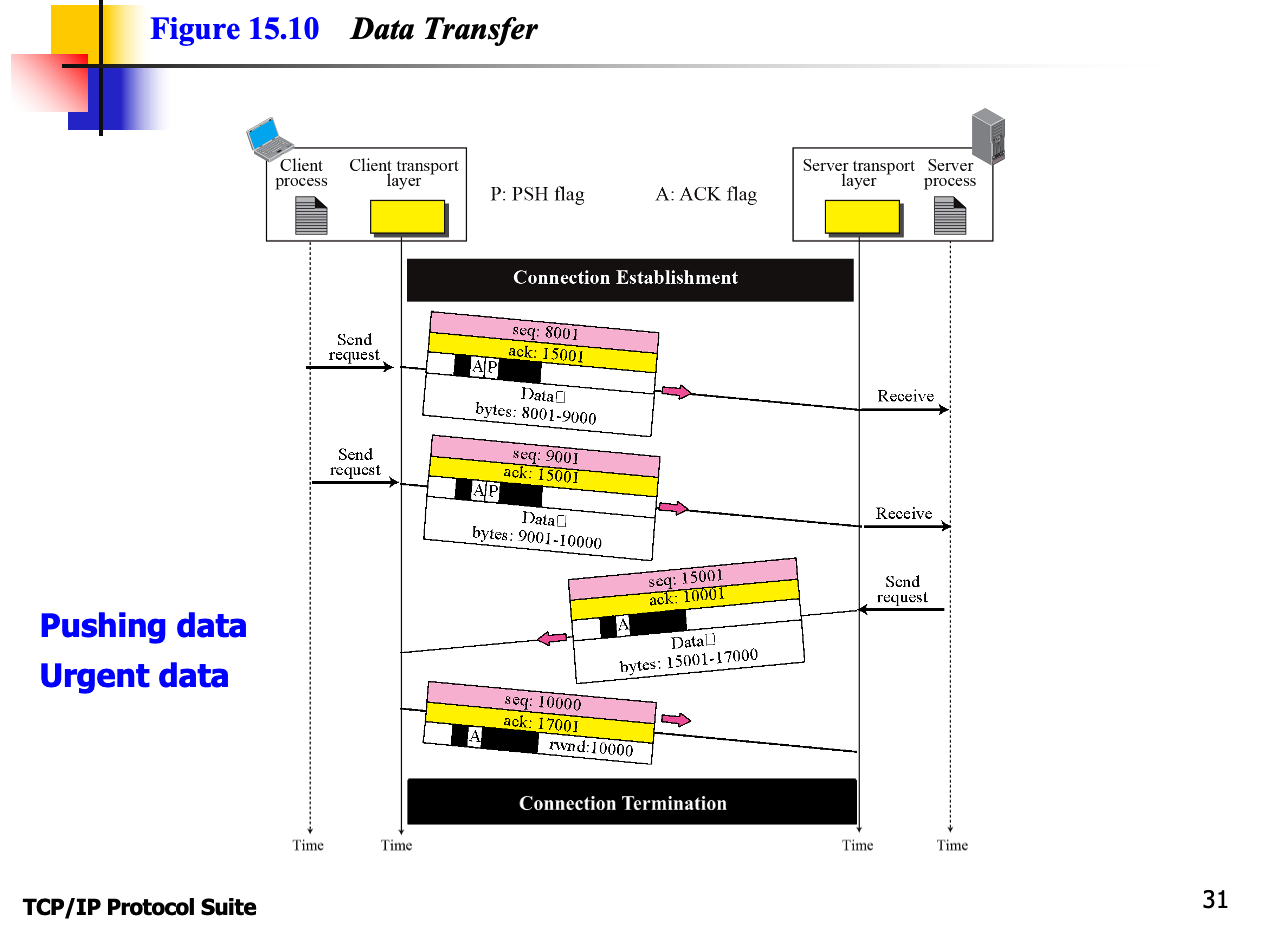 Figure 15.10 Data Transfer
Client process
Client transport layer
P: PSH flag
A: ACK flag
Server transport layer
Server process
Connection Establishment
Send request
seq: 8001
ack: 15001
A P
Data
bytes: 8001-9000
Receive
Send request
seq: 9001
ack: 15001
A P
Data
bytes: 9001-10000
Receive
Send request
seq: 15001
ack: 10001
A
Data
bytes: 15001-17000
Pushing data
Urgent data
seq: 10000
ack: 17001
A
rwnd:10000
Connection Termination
Time
Time
Time
Time
TCP/IP Protocol Suite
31